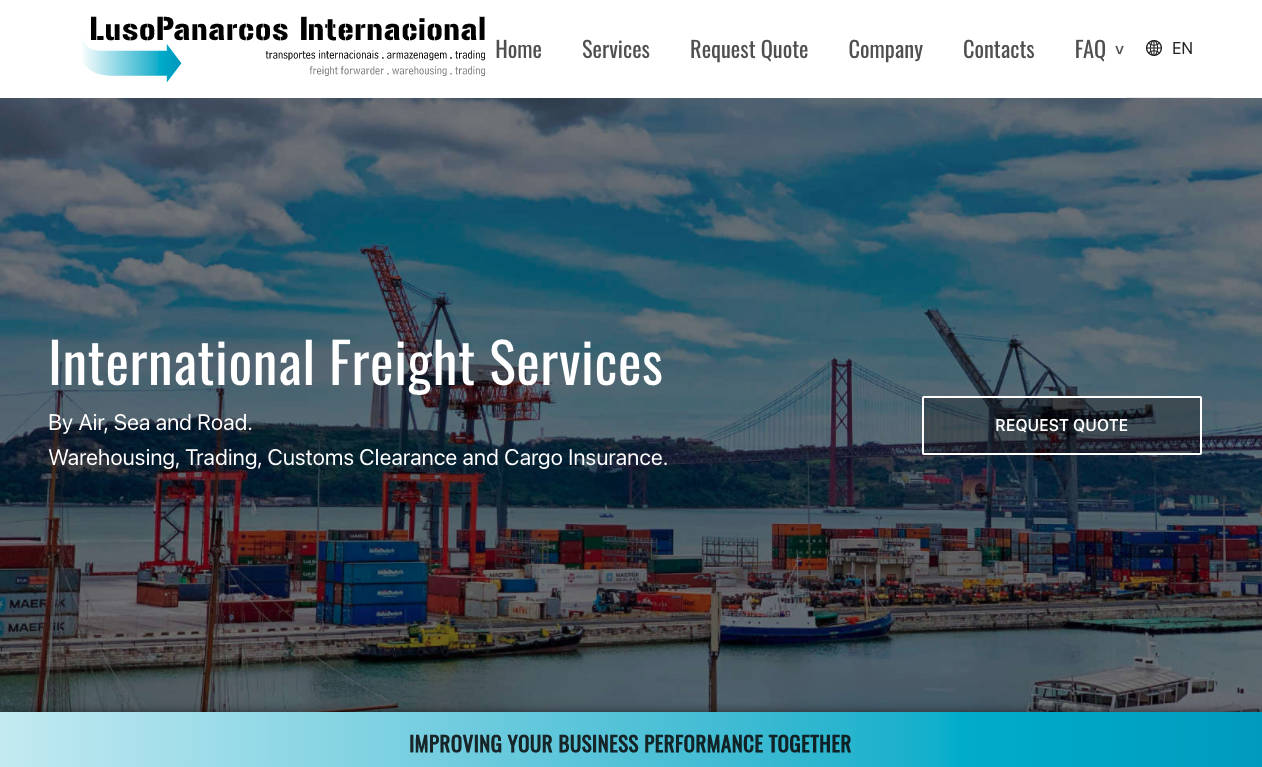 LusoPanarcos Internacional
transportes internacionais . armazenagem . trading
freight forwarder . warehousing . trading
Home Services Request Quote Company Contacts FAQ v EN
International Freight Services
By Air, Sea and Road.
Warehousing, Trading, Customs Clearance and Cargo Insurance.
REQUEST QUOTE
MAERSK
MAERSK
MAERSK
IMPROVING YOUR BUSINESS PERFORMANCE TOGETHER